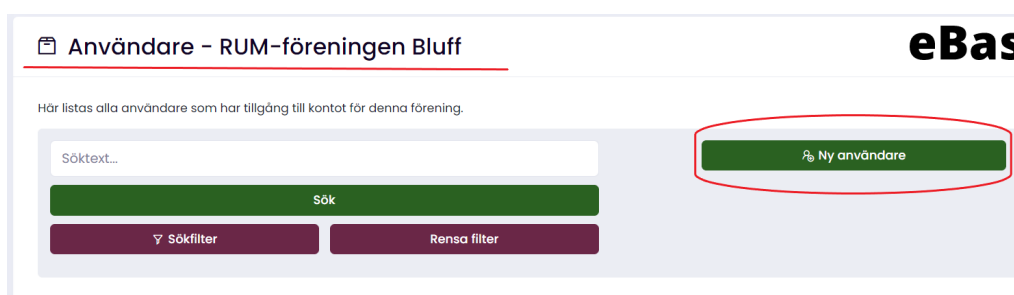 Användare - RUM-föreningen Bluff
eBas
Här listas alla användare som har tillgång till kontot för denna förening.
Söktext...
Ny användare
Sök
Sökfilter
Rensa filter